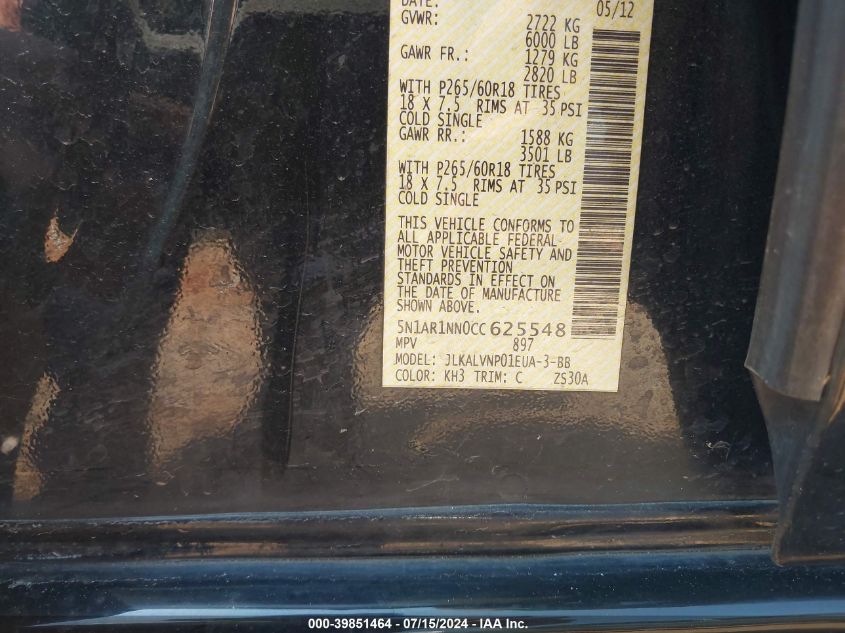 DATE: 05/12
GVWR: 2722 KG
6000 LB
GAWR FR.: 1279 KG
2820 LB
WITH P265/60R18 TIRES
18 X 7.5 RIMS AT 35 PSI
COLD SINGLE
GAWR RR.: 1588 KG
3501 LB
WITH P265/60R18 TIRES
18 X 7.5 RIMS AT 35 PSI
COLD SINGLE
THIS VEHICLE CONFORMS TO
ALL APPLICABLE FEDERAL
MOTOR VEHICLE SAFETY AND
THEFT PREVENTION
STANDARDS IN EFFECT ON
THE DATE OF MANUFACTURE
SHOWN ABOVE.
5N1AR1NN0CC625548
MPV 897
MODEL: JLKALVNP01EUA-3-BB
COLOR: KH3 TRIM: C ZS30A
000-39851464 - 07/15/2024 - IAA Inc.